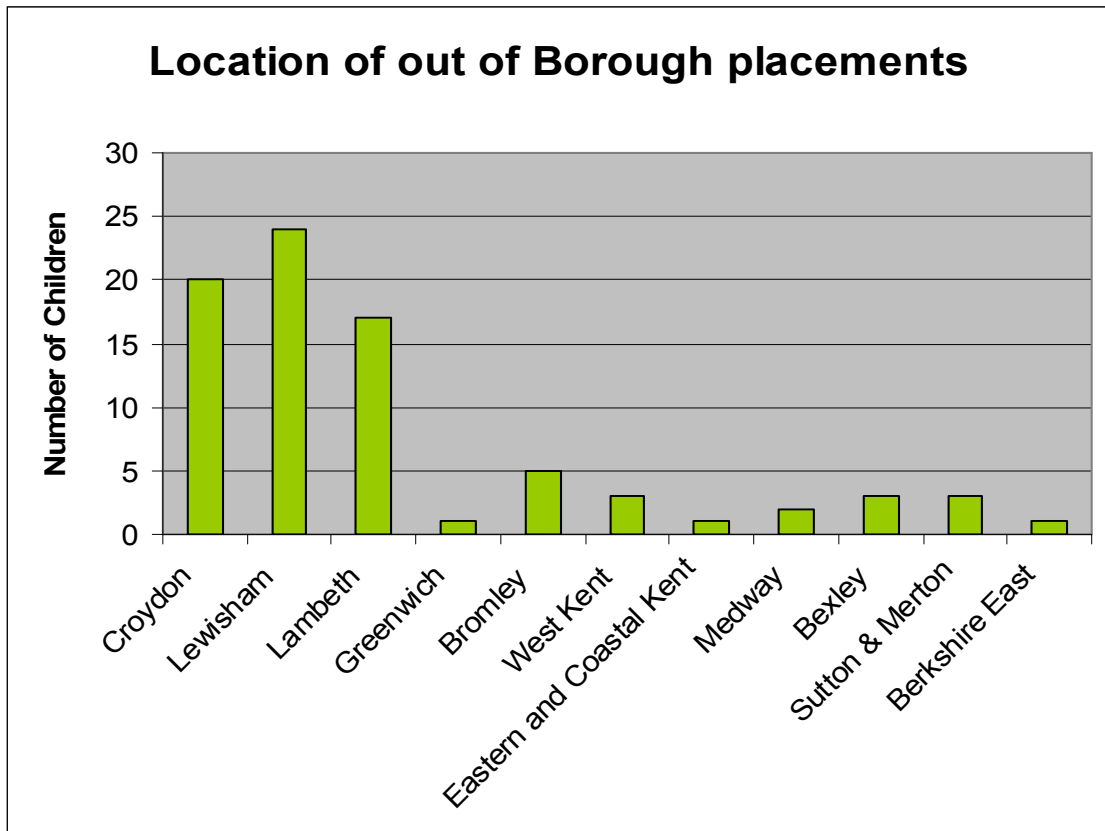 Location of out of Borough placements
Number of Children
30
25
20
15
10
5
0
Croydon
Lewisham
Lambeth
Greenwich
Bromley
West Kent
Eastern and Coastal Kent
Medway
Bexley
Sutton & Merton
Berkshire East